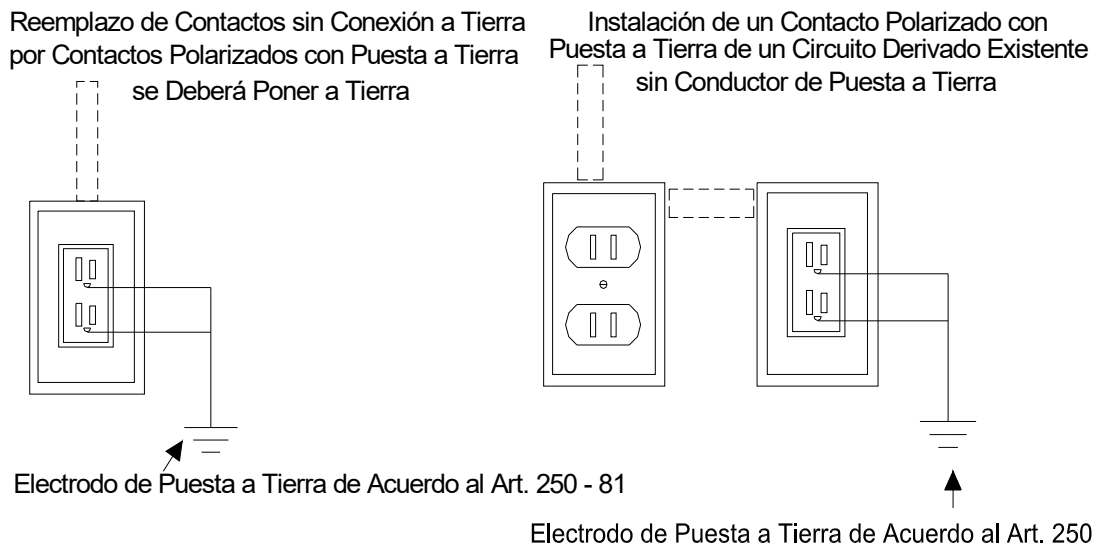 Reemplazo de Contactos sin Conexión a Tierra
por Contactos Polarizados con Puesta a Tierra
se Deberá Poner a Tierra
Instalación de un Contacto Polarizado con
Puesta a Tierra de un Circuito Derivado Existente
sin Conductor de Puesta a Tierra
Electrodo de Puesta a Tierra de Acuerdo al Art. 250 - 81
Electrodo de Puesta a Tierra de Acuerdo al Art. 250